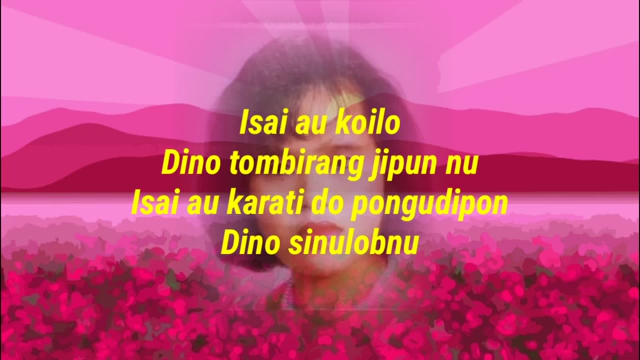 Isai au koilo
Dino tombirang jipun nu
Isai au karati do pongudipon
Dino sinulobnu